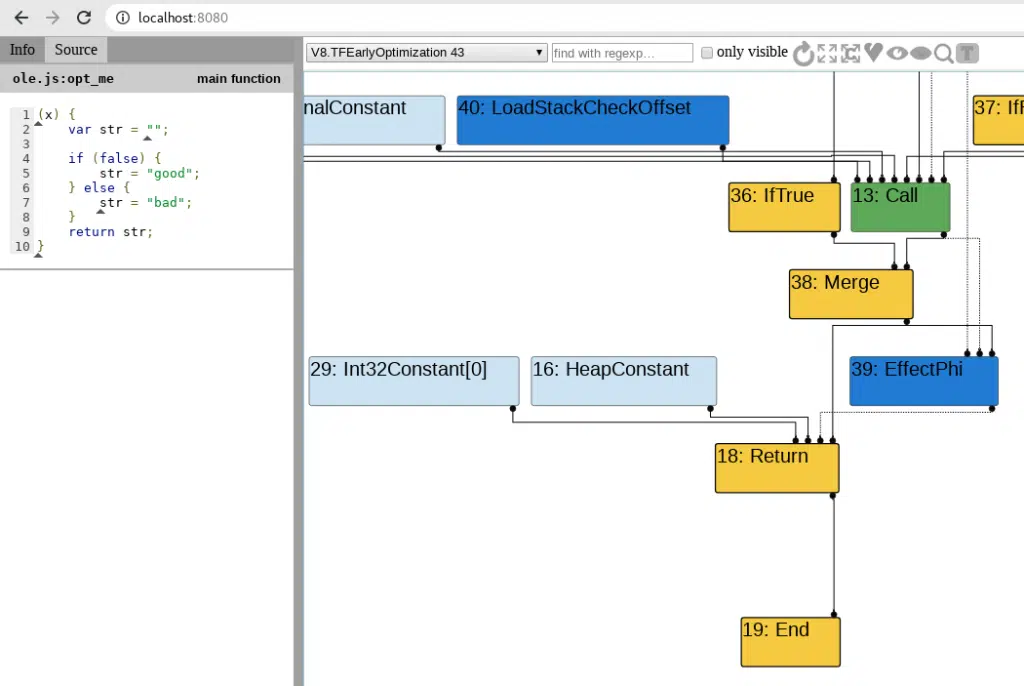 localhost:8080
Info Source
V8.TFEarlyOptimization 43 find with regexp... only visible T
ole.js:opt_me main function
1 (x) {
2 var str = "";
3
4 if (false) {
5 str = "good";
6 } else {
7 str = "bad";
8 }
9 return str;
10 }
nalConstant
40: LoadStackCheckOffset
37: IfF
36: IfTrue
13: Call
38: Merge
29: Int32Constant[0]
16: HeapConstant
39: EffectPhi
18: Return
19: End